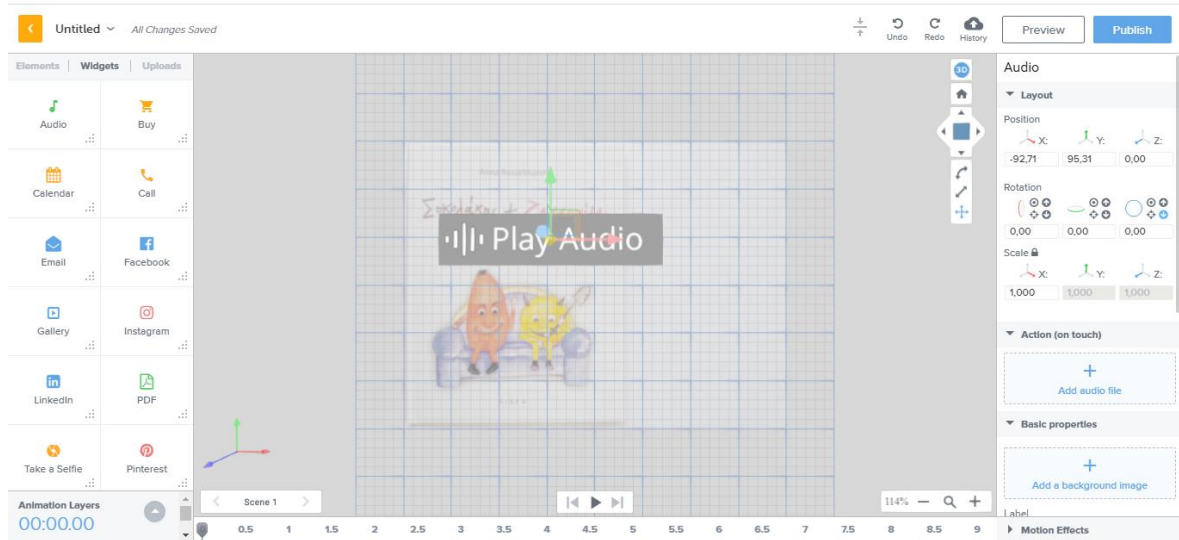 Untitled All Changes Saved
Undo Redo History Preview Publish
Elements Widgets Uploads
Audio Buy
Calendar Call
Email Facebook
Gallery Instagram
LinkedIn PDF
Take a Selfie Pinterest
Animation Layers
00:00.00
3D
Play Audio
Scene 1
114%
0.5 1 1.5 2 2.5 3 3.5 4 4.5 5 5.5 6 6.5 7 7.5 8 8.5 9
Audio
Layout
Position
X: Y: Z:
-92,71 95,31 0,00
Rotation
0,00 0,00 0,00
Scale
X: Y: Z:
1,000 1,000 1,000
Action (on touch)
Add audio file
Basic properties
Add a background image
Label
Motion Effects